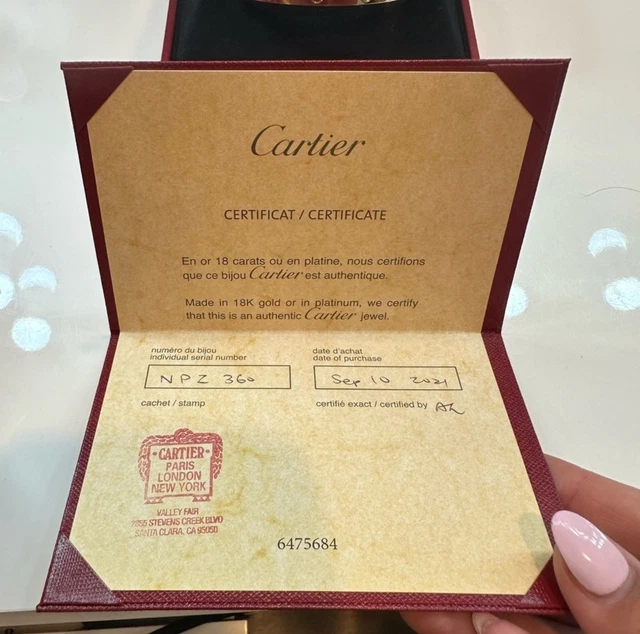 Cartier
CERTIFICAT / CERTIFICATE
En or 18 carats ou en platine, nous certifions
que ce bijou Cartier est authentique.
Made in 18K gold or in platinum, we certify
that this is an authentic Cartier jewel.
numéro du bijou
individual serial number
NPZ 360
date d'achat
date of purchase
Sep 10 2021
cachet / stamp
certifié exact / certified by AL
CARTIER
PARIS
LONDON
NEW YORK
VALLEY FAIR
2855 STEVENS CREEK BLVD
SANTA CLARA, CA 95050
6475684